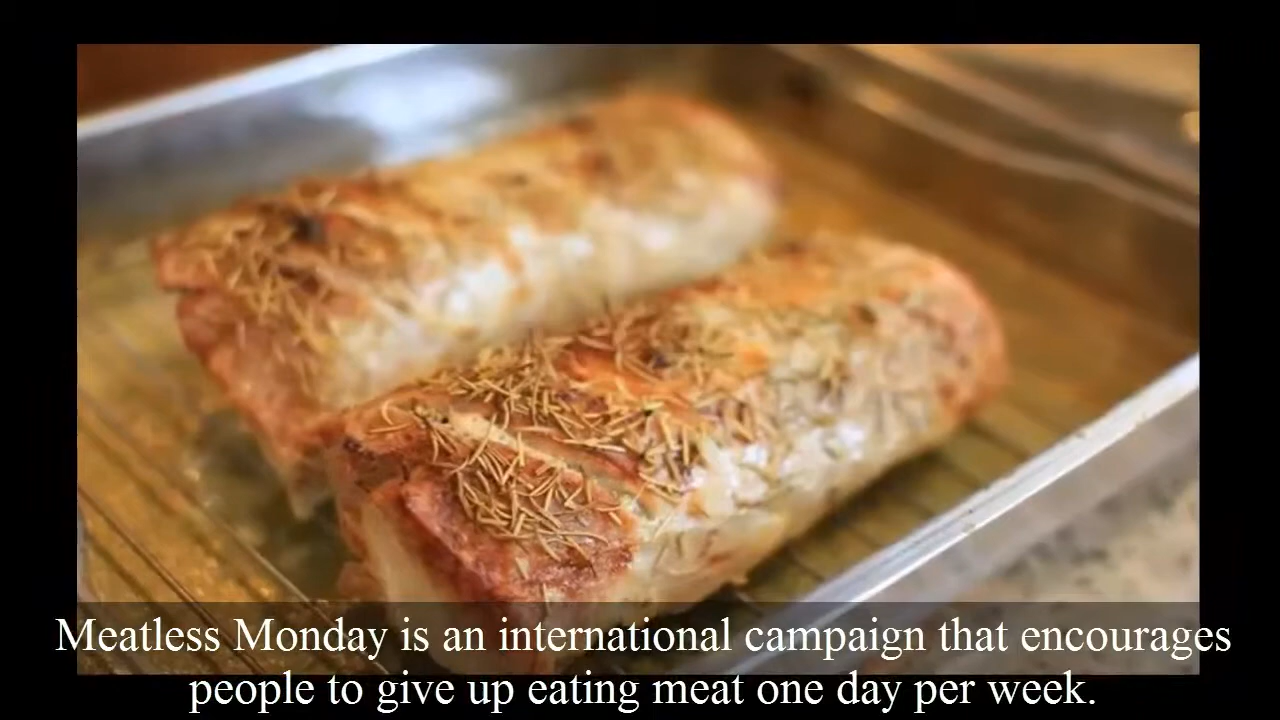 Meatless Monday is an international campaign that encourages
people to give up eating meat one day per week.